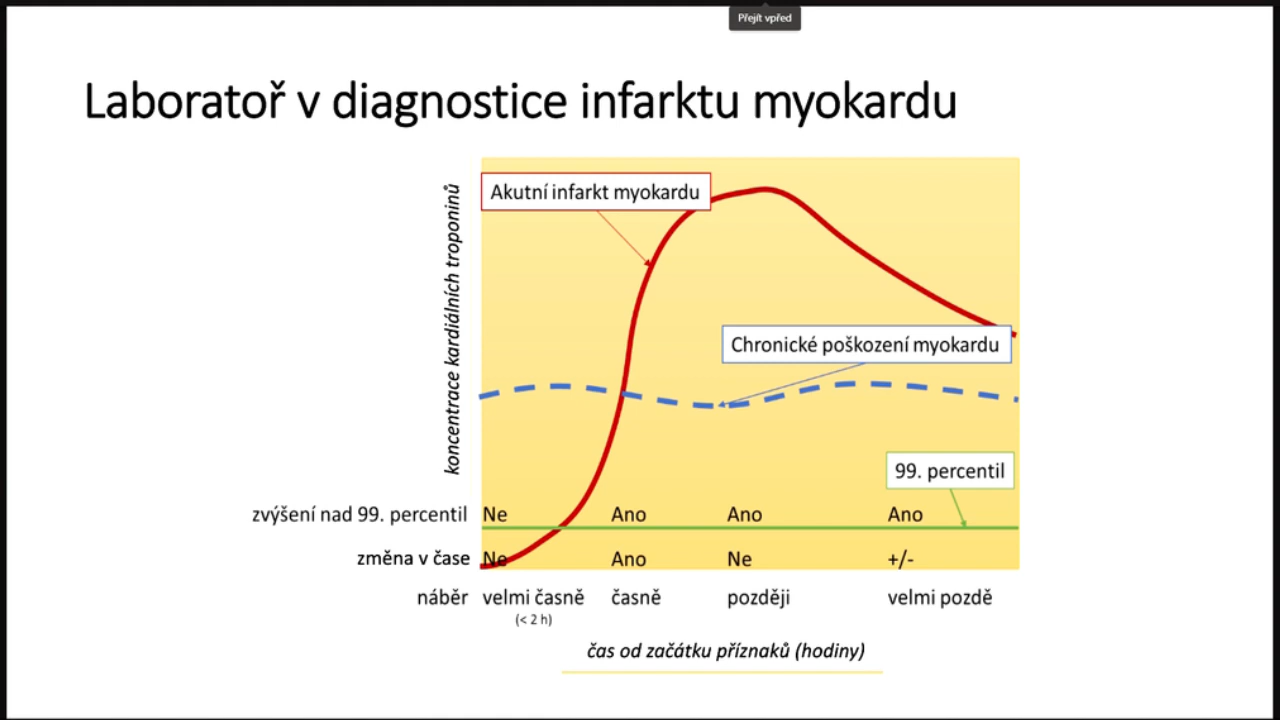 Přejít vpřed
Laboratoř v diagnostice infarktu myokardu
koncentrace kardiálních troponinů
Akutní infarkt myokardu
Chronické poškození myokardu
99. percentil
zvýšení nad 99. percentil Ne Ano Ano Ano
změna v čase Ne Ano Ne +/-
náběr velmi časně časně později velmi pozdě
(< 2 h)
čas od začátku příznaků (hodiny)